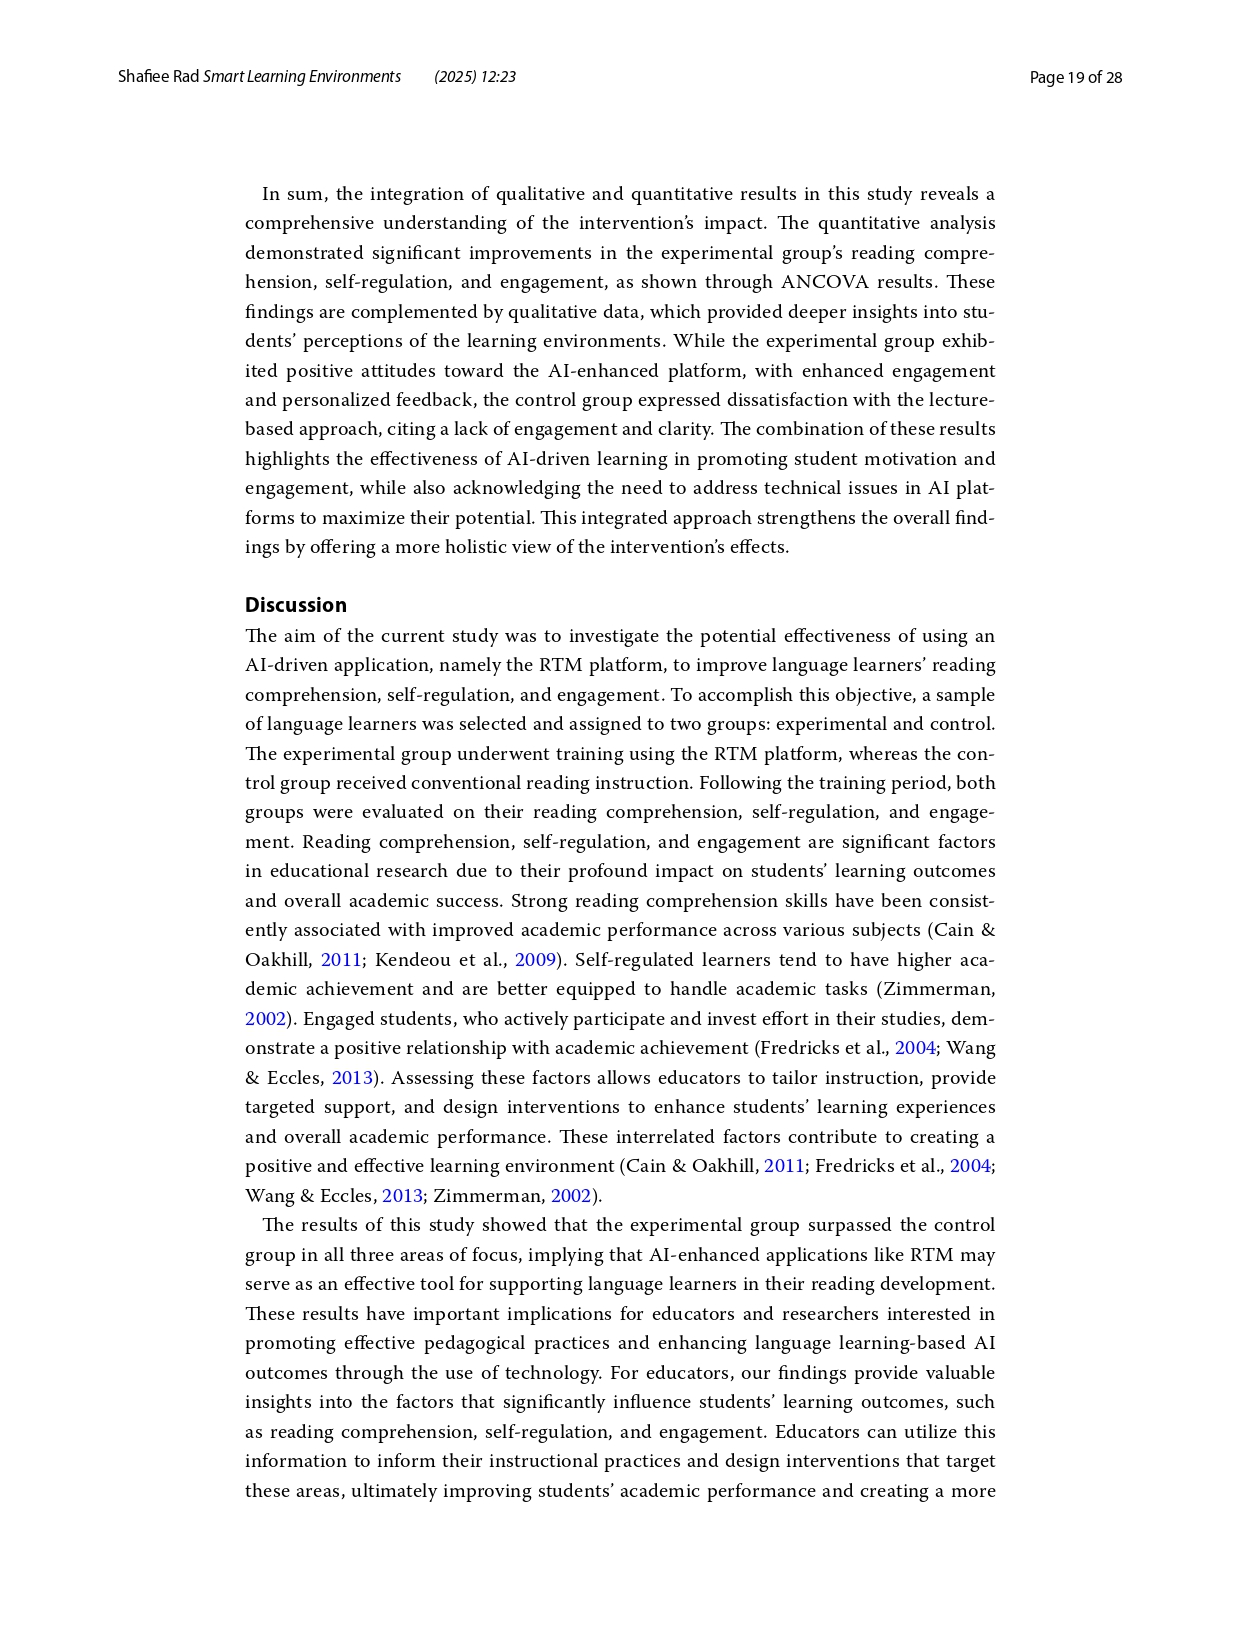 Shafiee Rad Smart Learning Environments (2025) 12:23
Page 19 of 28
In sum, the integration of qualitative and quantitative results in this study reveals a
comprehensive understanding of the intervention’s impact. The quantitative analysis
demonstrated significant improvements in the experimental group’s reading compre-
hension, self-regulation, and engagement, as shown through ANCOVA results. These
findings are complemented by qualitative data, which provided deeper insights into stu-
dents’ perceptions of the learning environments. While the experimental group exhib-
ited positive attitudes toward the AI-enhanced platform, with enhanced engagement
and personalized feedback, the control group expressed dissatisfaction with the lecture-
based approach, citing a lack of engagement and clarity. The combination of these results
highlights the effectiveness of AI-driven learning in promoting student motivation and
engagement, while also acknowledging the need to address technical issues in AI plat-
forms to maximize their potential. This integrated approach strengthens the overall find-
ings by offering a more holistic view of the intervention’s effects.
Discussion
The aim of the current study was to investigate the potential effectiveness of using an
AI-driven application, namely the RTM platform, to improve language learners’ reading
comprehension, self-regulation, and engagement. To accomplish this objective, a sample
of language learners was selected and assigned to two groups: experimental and control.
The experimental group underwent training using the RTM platform, whereas the con-
trol group received conventional reading instruction. Following the training period, both
groups were evaluated on their reading comprehension, self-regulation, and engage-
ment. Reading comprehension, self-regulation, and engagement are significant factors
in educational research due to their profound impact on students’ learning outcomes
and overall academic success. Strong reading comprehension skills have been consist-
ently associated with improved academic performance across various subjects (Cain &
Oakhill, 2011; Kendeou et al., 2009). Self-regulated learners tend to have higher aca-
demic achievement and are better equipped to handle academic tasks (Zimmerman,
2002). Engaged students, who actively participate and invest effort in their studies, dem-
onstrate a positive relationship with academic achievement (Fredricks et al., 2004; Wang
& Eccles, 2013). Assessing these factors allows educators to tailor instruction, provide
targeted support, and design interventions to enhance students’ learning experiences
and overall academic performance. These interrelated factors contribute to creating a
positive and effective learning environment (Cain & Oakhill, 2011; Fredricks et al., 2004;
Wang & Eccles, 2013; Zimmerman, 2002).
The results of this study showed that the experimental group surpassed the control
group in all three areas of focus, implying that AI-enhanced applications like RTM may
serve as an effective tool for supporting language learners in their reading development.
These results have important implications for educators and researchers interested in
promoting effective pedagogical practices and enhancing language learning-based AI
outcomes through the use of technology. For educators, our findings provide valuable
insights into the factors that significantly influence students’ learning outcomes, such
as reading comprehension, self-regulation, and engagement. Educators can utilize this
information to inform their instructional practices and design interventions that target
these areas, ultimately improving students’ academic performance and creating a more